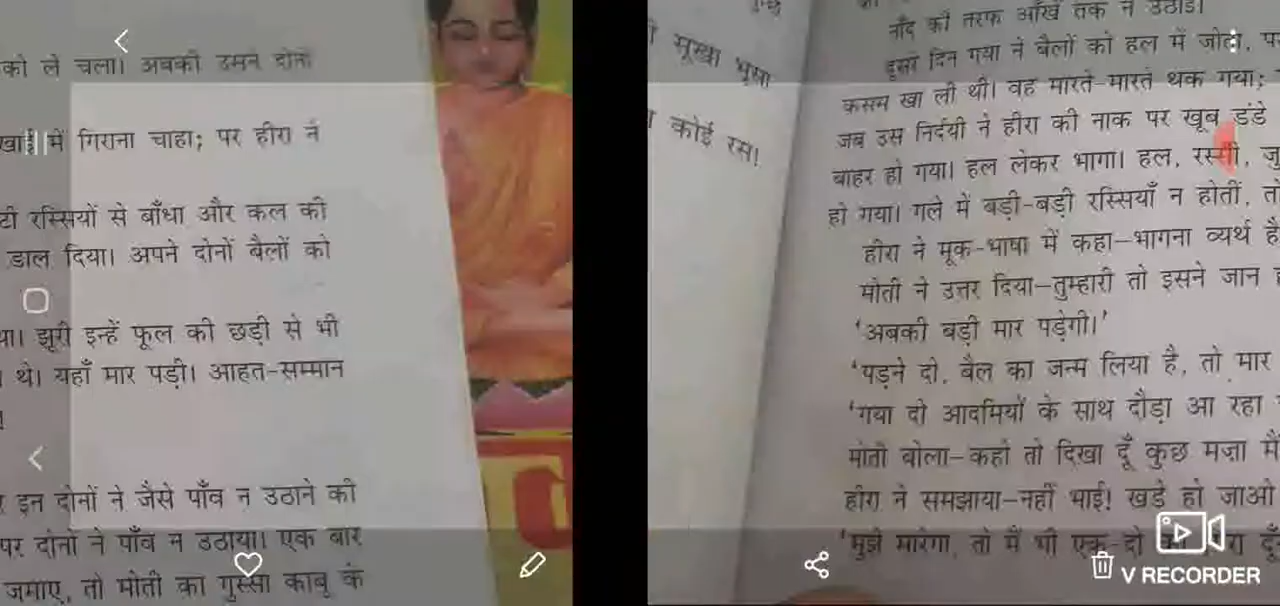 को ले चला। अबकी उसने दोनों
खाई में गिराना चाहा; पर हीरा ने
टी रस्सियों से बाँधा और कल की
डाल दिया। अपने दोनों बैलों को
या। झूरी इन्हें फूल की छड़ी से भी
थे। यहाँ मार पड़ी। आहत-सम्मान
इन दोनों ने जैसे पाँव न उठाने की
पर दोनों ने पाँव न उठाया। एक बार
जमाए, तो मोती का गुस्सा काबू के
सूखा भूसा
कोई रस!
नाँद की तरफ आँखें तक न उठाईं।
दूसरे दिन गया ने बैलों को हल में जोता, प
कसम खा ली थी। वह मारते-मारते थक गया;
जब उस निर्दयी ने हीरा की नाक पर खूब डंडे
बाहर हो गया। हल लेकर भागा। हल, रस्सी, जु
हो गया। गले में बड़ी-बड़ी रस्सियाँ न होतीं, तो
हीरा ने मूक-भाषा में कहा—भागना व्यर्थ है
मोती ने उत्तर दिया—तुम्हारी तो इसने जान
'अबकी बड़ी मार पड़ेगी।'
'पड़ने दो, बैल का जन्म लिया है, तो मार
'गया दो आदमियों के साथ दौड़ा आ रहा
मोती बोला—कहो तो दिखा दूँ कुछ मज़ा मैं
हीरा ने समझाया—नहीं भाई! खड़े हो जाओ
'मुझे मारेगा, तो मैं भी एक-दो को
V RECORDER